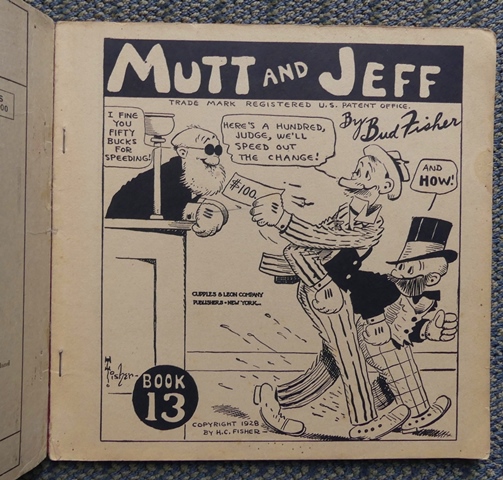 MUTT AND JEFF
TRADE MARK REGISTERED U.S. PATENT OFFICE.
By Bud Fisher
I FINE
YOU
FIFTY
BUCKS
FOR
SPEEDING!
HERE'S A HUNDRED,
JUDGE, WE'LL
SPEED OUT
THE CHANGE!
AND
HOW!
$100.
CUPPLES & LEON COMPANY
PUBLISHERS - NEW YORK
Fisher
BOOK
13
COPYRIGHT 1928
BY H.C. FISHER